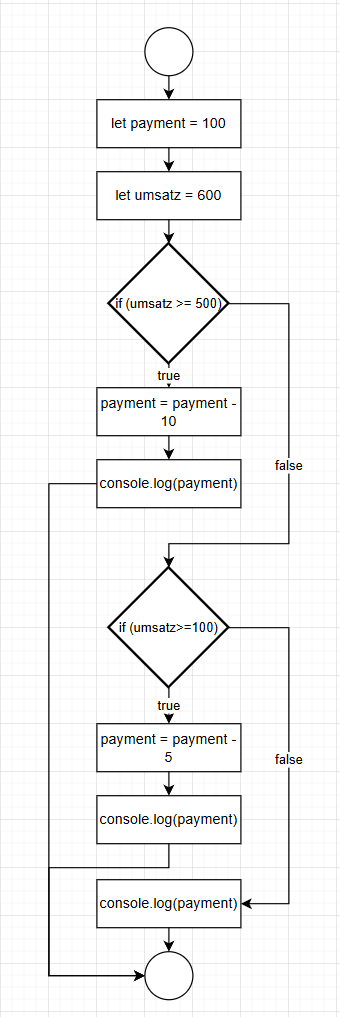 let payment = 100
let umsatz = 600
if (umsatz >= 500)
true
payment = payment -
10
false
console.log(payment)
if (umsatz>=100)
true
payment = payment -
5
false
console.log(payment)
console.log(payment)